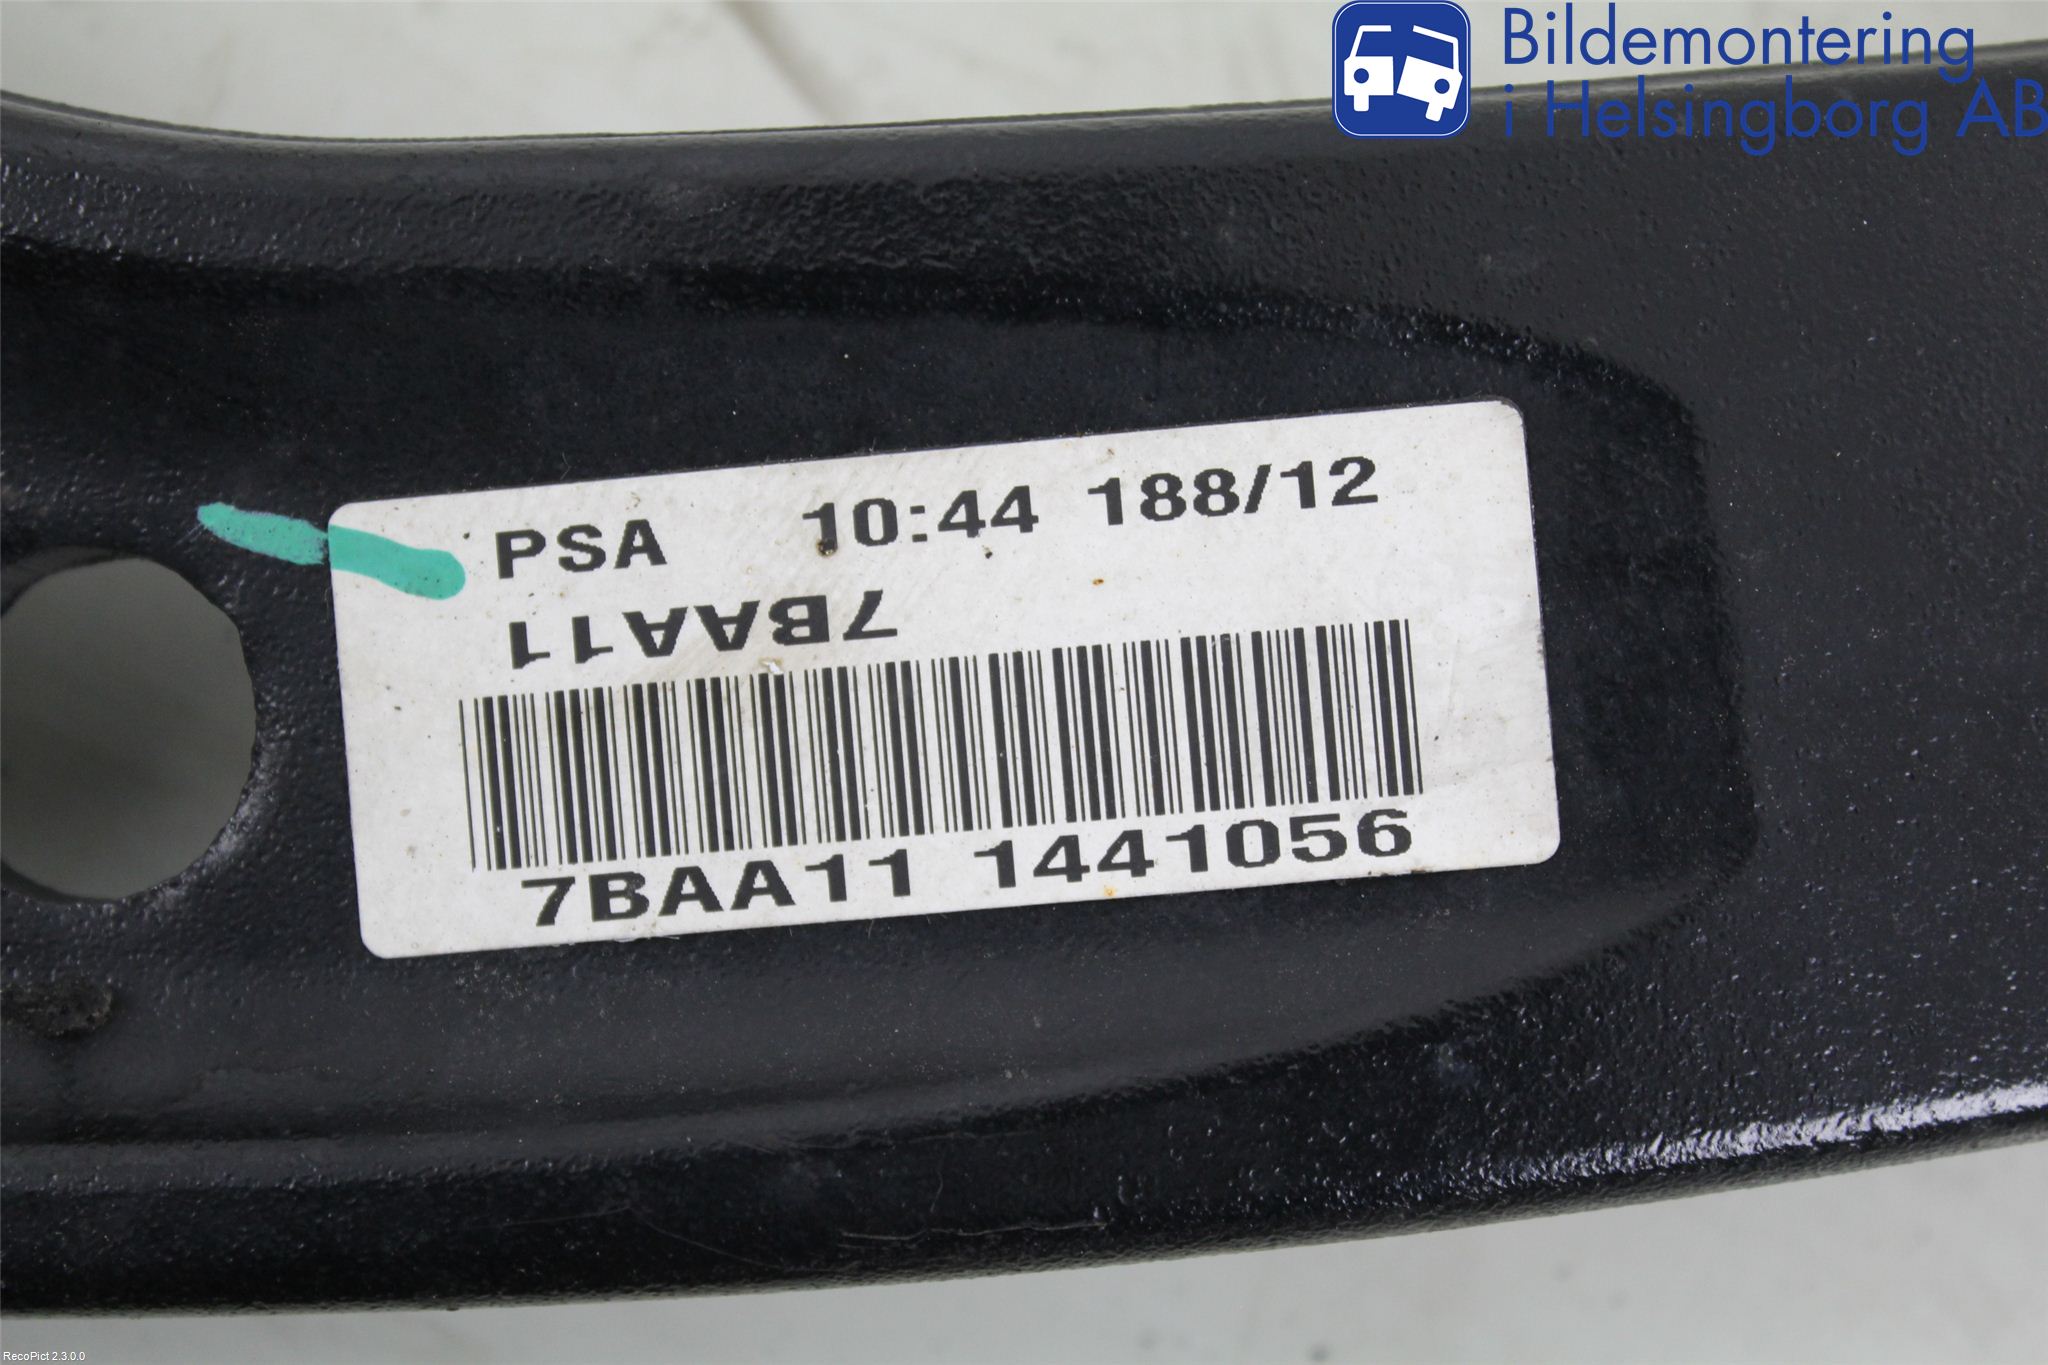 Bildemontering
i Helsingborg AB
PSA 10:44 188/12
7BAA11
7BAA11 1441056
RecoPict 2.3.0.0